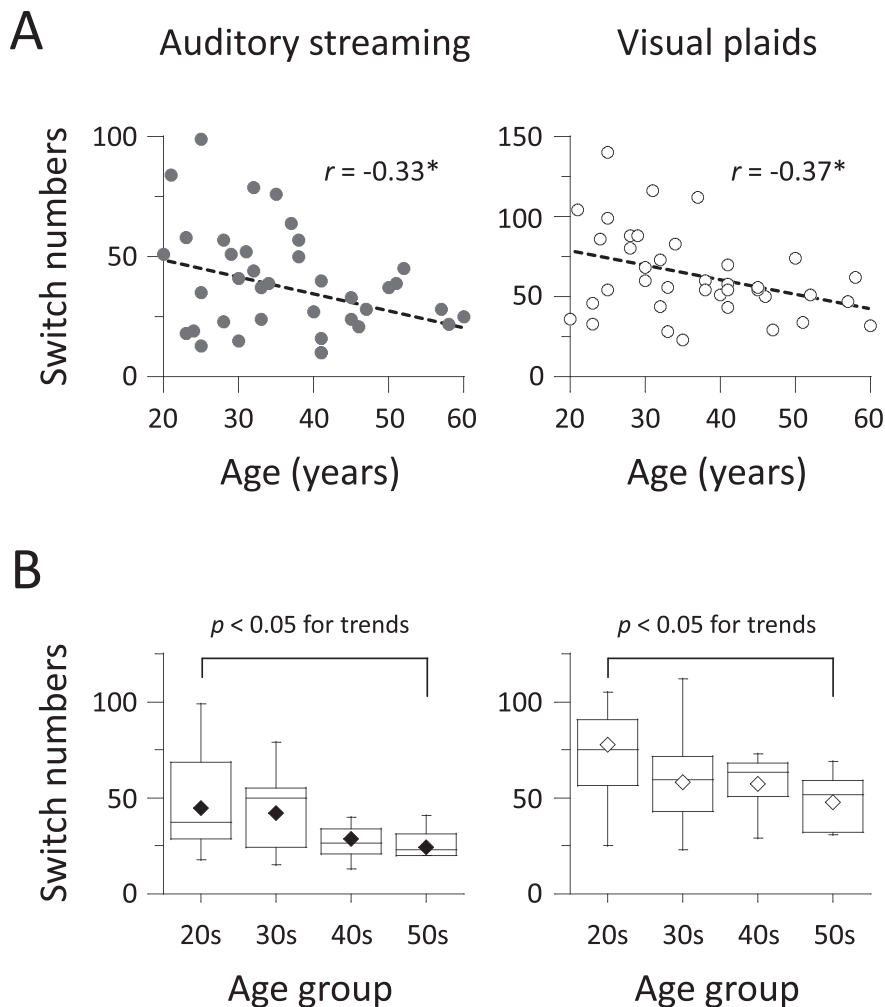 A
Auditory streaming
Visual plaids
Switch numbers
100
50
0
r = -0.33*
20 30 40 50 60
Age (years)
150
100
50
0
r = -0.37*
20 30 40 50 60
Age (years)
B
Switch numbers
p < 0.05 for trends
100
50
0
20s 30s 40s 50s
Age group
p < 0.05 for trends
100
50
0
20s 30s 40s 50s
Age group